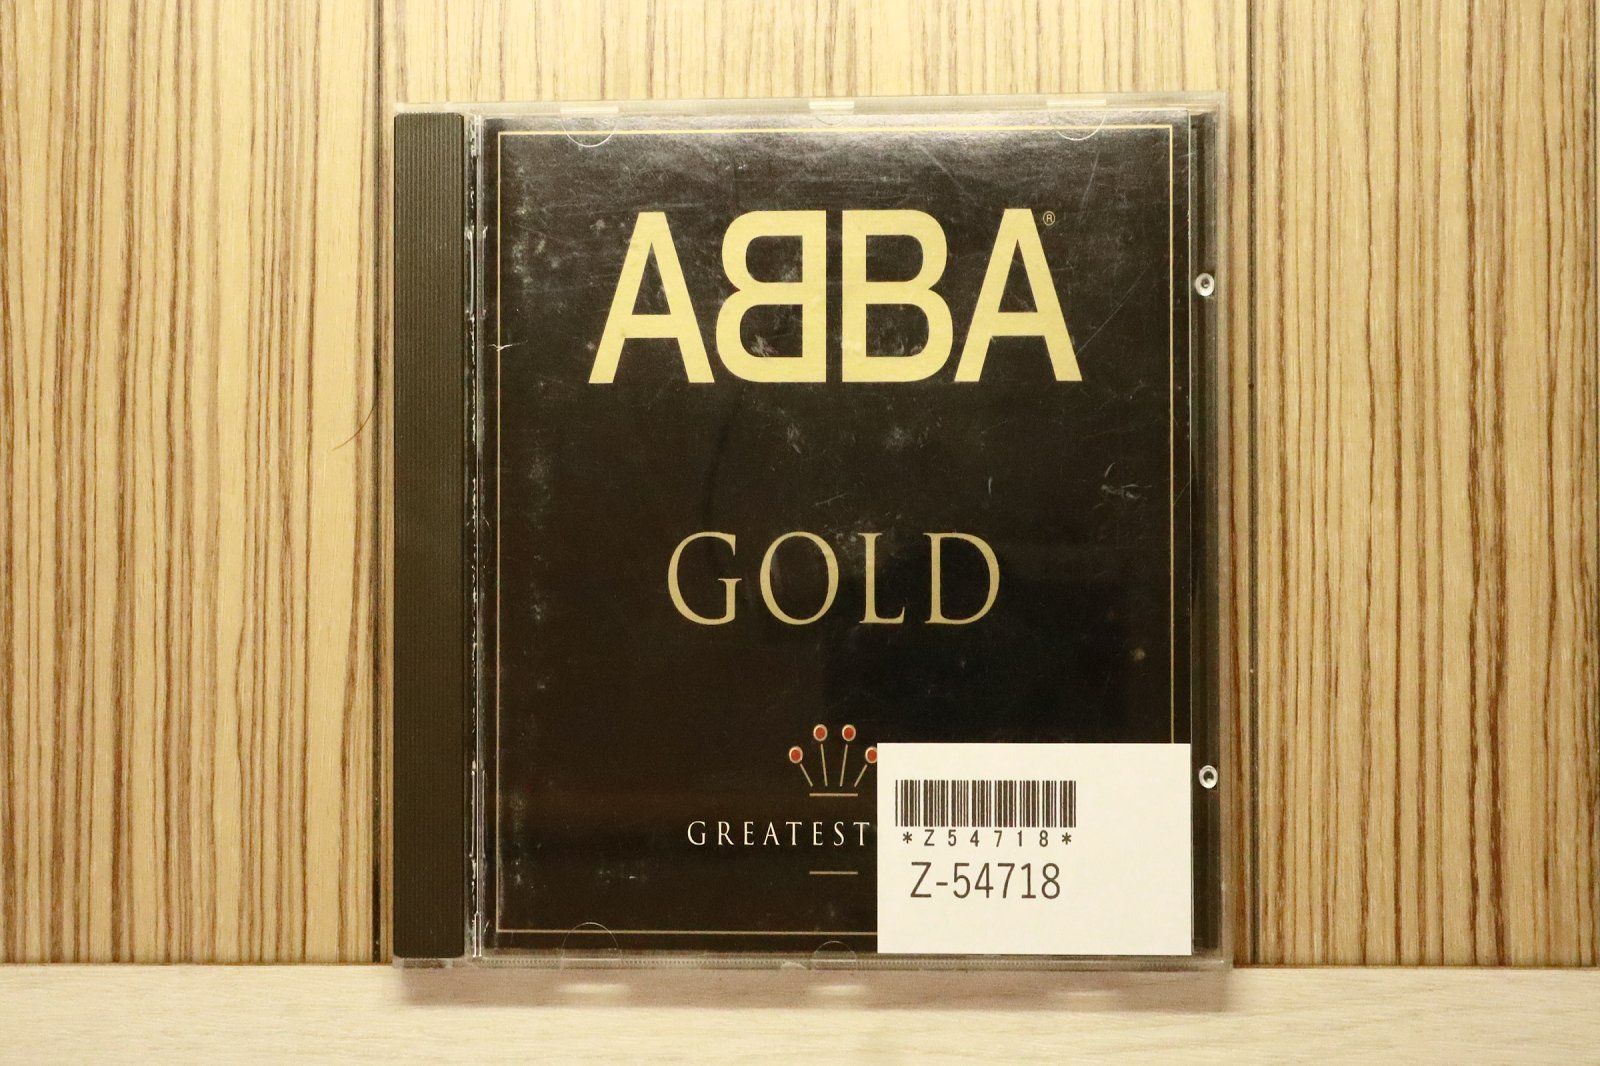 ABBA®
GOLD
GREATEST
*Z54718*
Z-54718